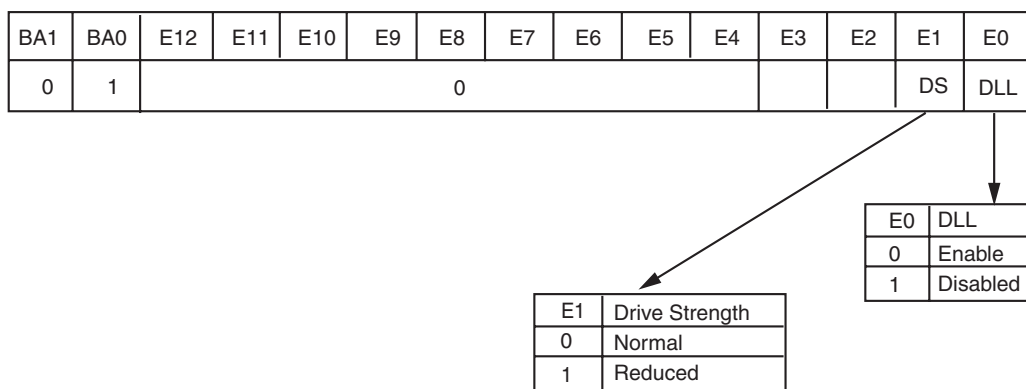 BA1 BA0 E12 E11 E10 E9 E8 E7 E6 E5 E4 E3 E2 E1 E0
0 1 0 DS DLL
E0 DLL
0 Enable
1 Disabled
E1 Drive Strength
0 Normal
1 Reduced